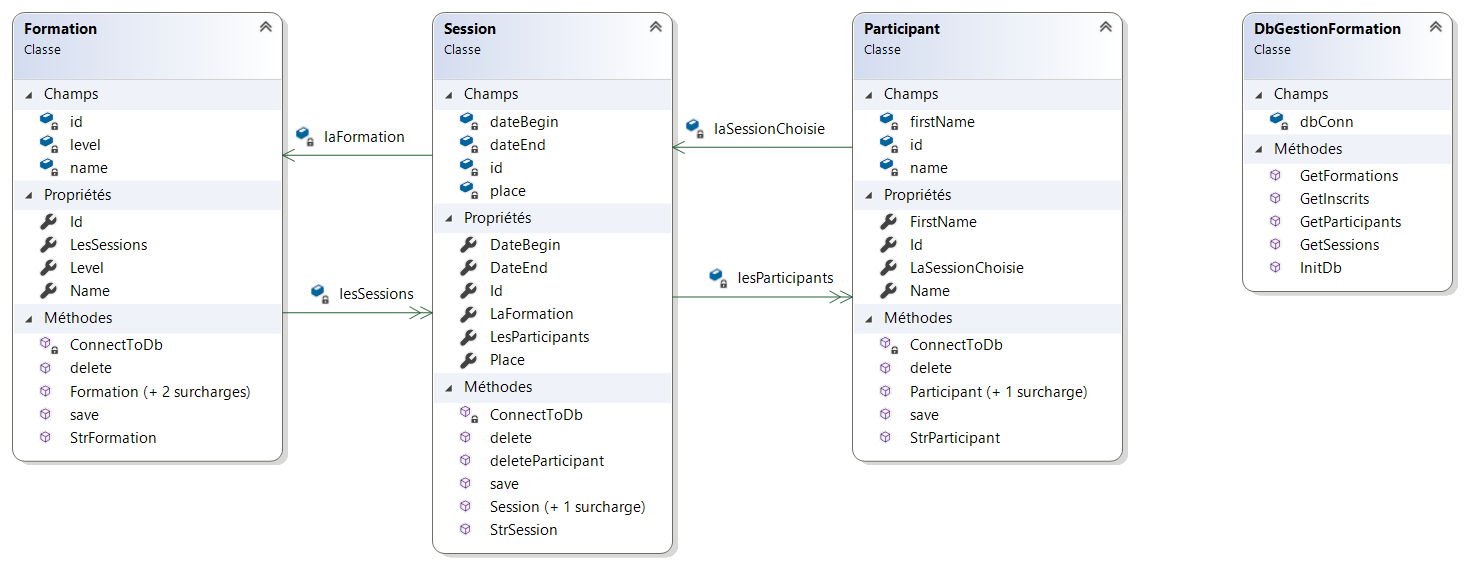 Formation
Classe
Champs
id
level
name
Propriétés
Id
LesSessions
Level
Name
Méthodes
ConnectToDb
delete
Formation (+ 2 surcharges)
save
StrFormation
laFormation
lesSessions
Session
Classe
Champs
dateBegin
dateEnd
id
place
Propriétés
DateBegin
DateEnd
Id
LaFormation
LesParticipants
Place
Méthodes
ConnectToDb
delete
deleteParticipant
save
Session (+ 1 surcharge)
StrSession
laSessionChoisie
lesParticipants
Participant
Classe
Champs
firstName
id
name
Propriétés
FirstName
Id
LaSessionChoisie
Name
Méthodes
ConnectToDb
delete
Participant (+ 1 surcharge)
save
StrParticipant
DbGestionFormation
Classe
Champs
dbConn
Méthodes
GetFormations
GetInscrits
GetParticipants
GetSessions
InitDb